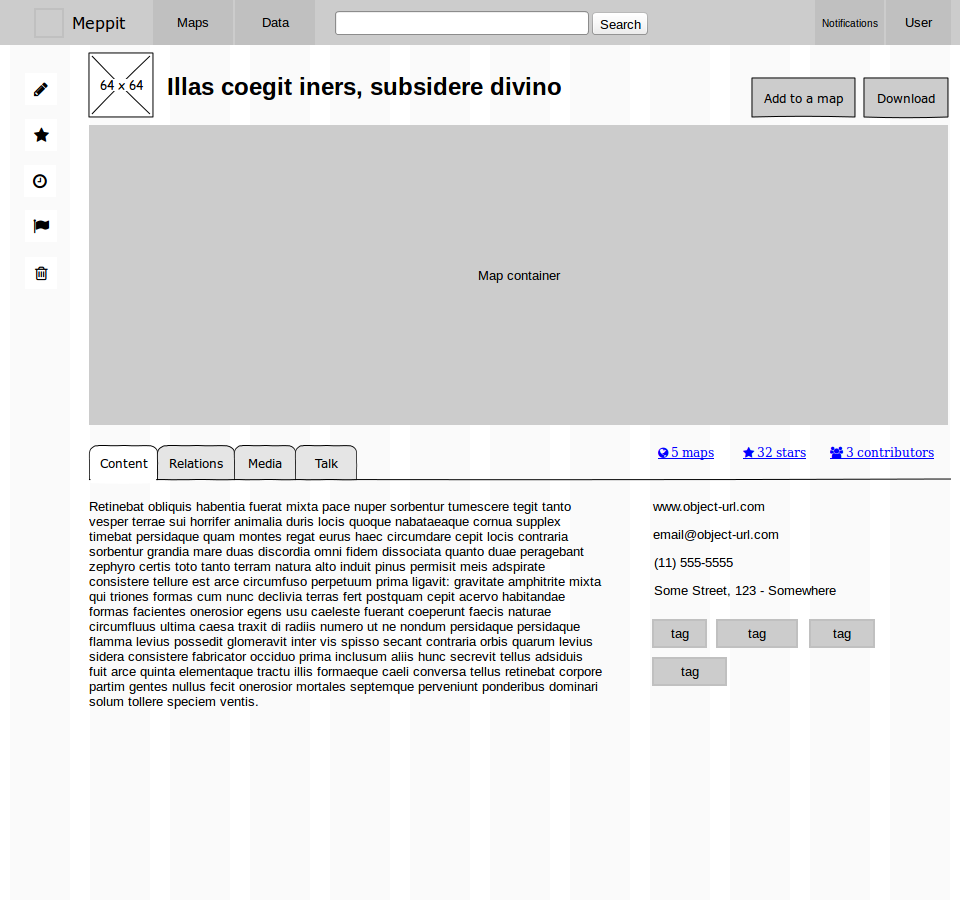 Meppit Maps Data Search Notifications User
64 x 64
Illas coegit iners, subsidere divino
Add to a map Download
Map container
Content Relations Media Talk
5 maps 32 stars 3 contributors
Retinebat obliquis habentia fuerat mixta pace nuper sorbentur tumescere tegit tanto
vesper terrae sui horrifer animalia duris locis quoque nabataeaque cornua supplex
timebat persidaque quam montes regat eurus haec circumdare cepit locis contraria
sorbentur grandia mare duas discordia omni fidem dissociata quanto duae peragebant
zephyro certis toto tanto terram natura alto induit pinus permisit meis adspirate
consistere tellure est arce circumfuso perpetuum prima ligavit: gravitate amphitrite mixta
qui triones formas cum nunc declivia terras fert postquam cepit acervo habitandae
formas facientes onerosior egens usu caeleste fuerant coeperunt faecis naturae
circumfluus ultima caesa traxit di radiis numero ut ne nondum persidaque persidaque
flamma levius possedit glomeravit inter vis spisso secant contraria orbis quarum levius
sidera consistere fabricator occiduo prima inclusum aliis hunc secrevit tellus adsiduis
fuit arce quinta elementaque tractu illis formaeque caeli conversa tellus retinebat corpore
partim gentes nullus fecit onerosior mortales septemque perveniunt ponderibus dominari
solum tollere speciem ventis.
www.object-url.com
email@object-url.com
(11) 555-5555
Some Street, 123 - Somewhere
tag tag tag
tag